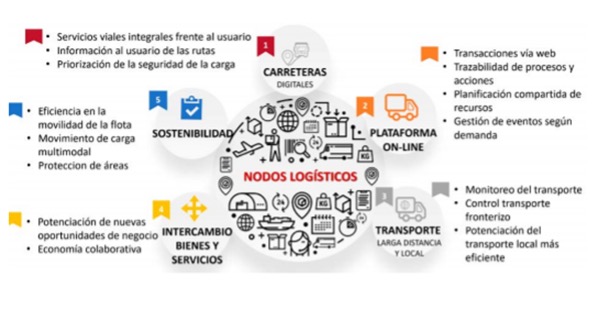 Servicios viales integrales frente al usuario
Información al usuario de las rutas
Priorización de la seguridad de la carga
1
CARRETERAS
DIGITALES
Transacciones vía web
Trazabilidad de procesos y
acciones
Planificación compartida de
recursos
Gestión de eventos según
demanda
2
PLATAFORMA
ON-LINE
5
SOSTENIBILIDAD
Eficiencia en la
movilidad de la flota
Movimiento de carga
multimodal
Proteccion de áreas
NODOS LOGÍSTICOS
KG
KG
4
INTERCAMBIO
BIENES Y
SERVICIOS
Potenciación de nuevas
oportunidades de negocio
Economía colaborativa
3
TRANSPORTE
LARGA DISTANCIA
Y LOCAL
Monitoreo del transporte
Control transporte
fronterizo
Potenciación del
transporte local más
eficiente